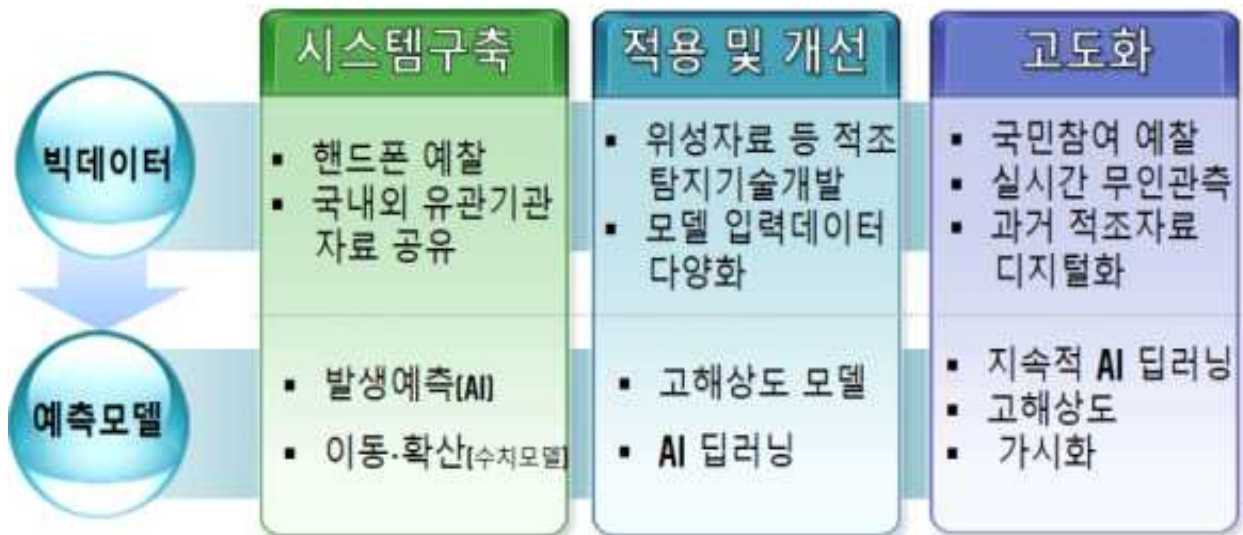 시스템구축
적용 및 개선
고도화
빅데이터
▪ 핸드폰 예찰
▪ 국내외 유관기관
자료 공유
▪ 위성자료 등 적조
탐지기술개발
▪ 모델 입력데이터
다양화
▪ 국민참여 예찰
▪ 실시간 무인관측
▪ 과거 적조자료
디지털화
예측모델
▪ 발생예측(AI)
▪ 이동·확산[수치모델]
▪ 고해상도 모델
▪ AI 딥러닝
▪ 지속적 AI 딥러닝
▪ 고해상도
▪ 가시화